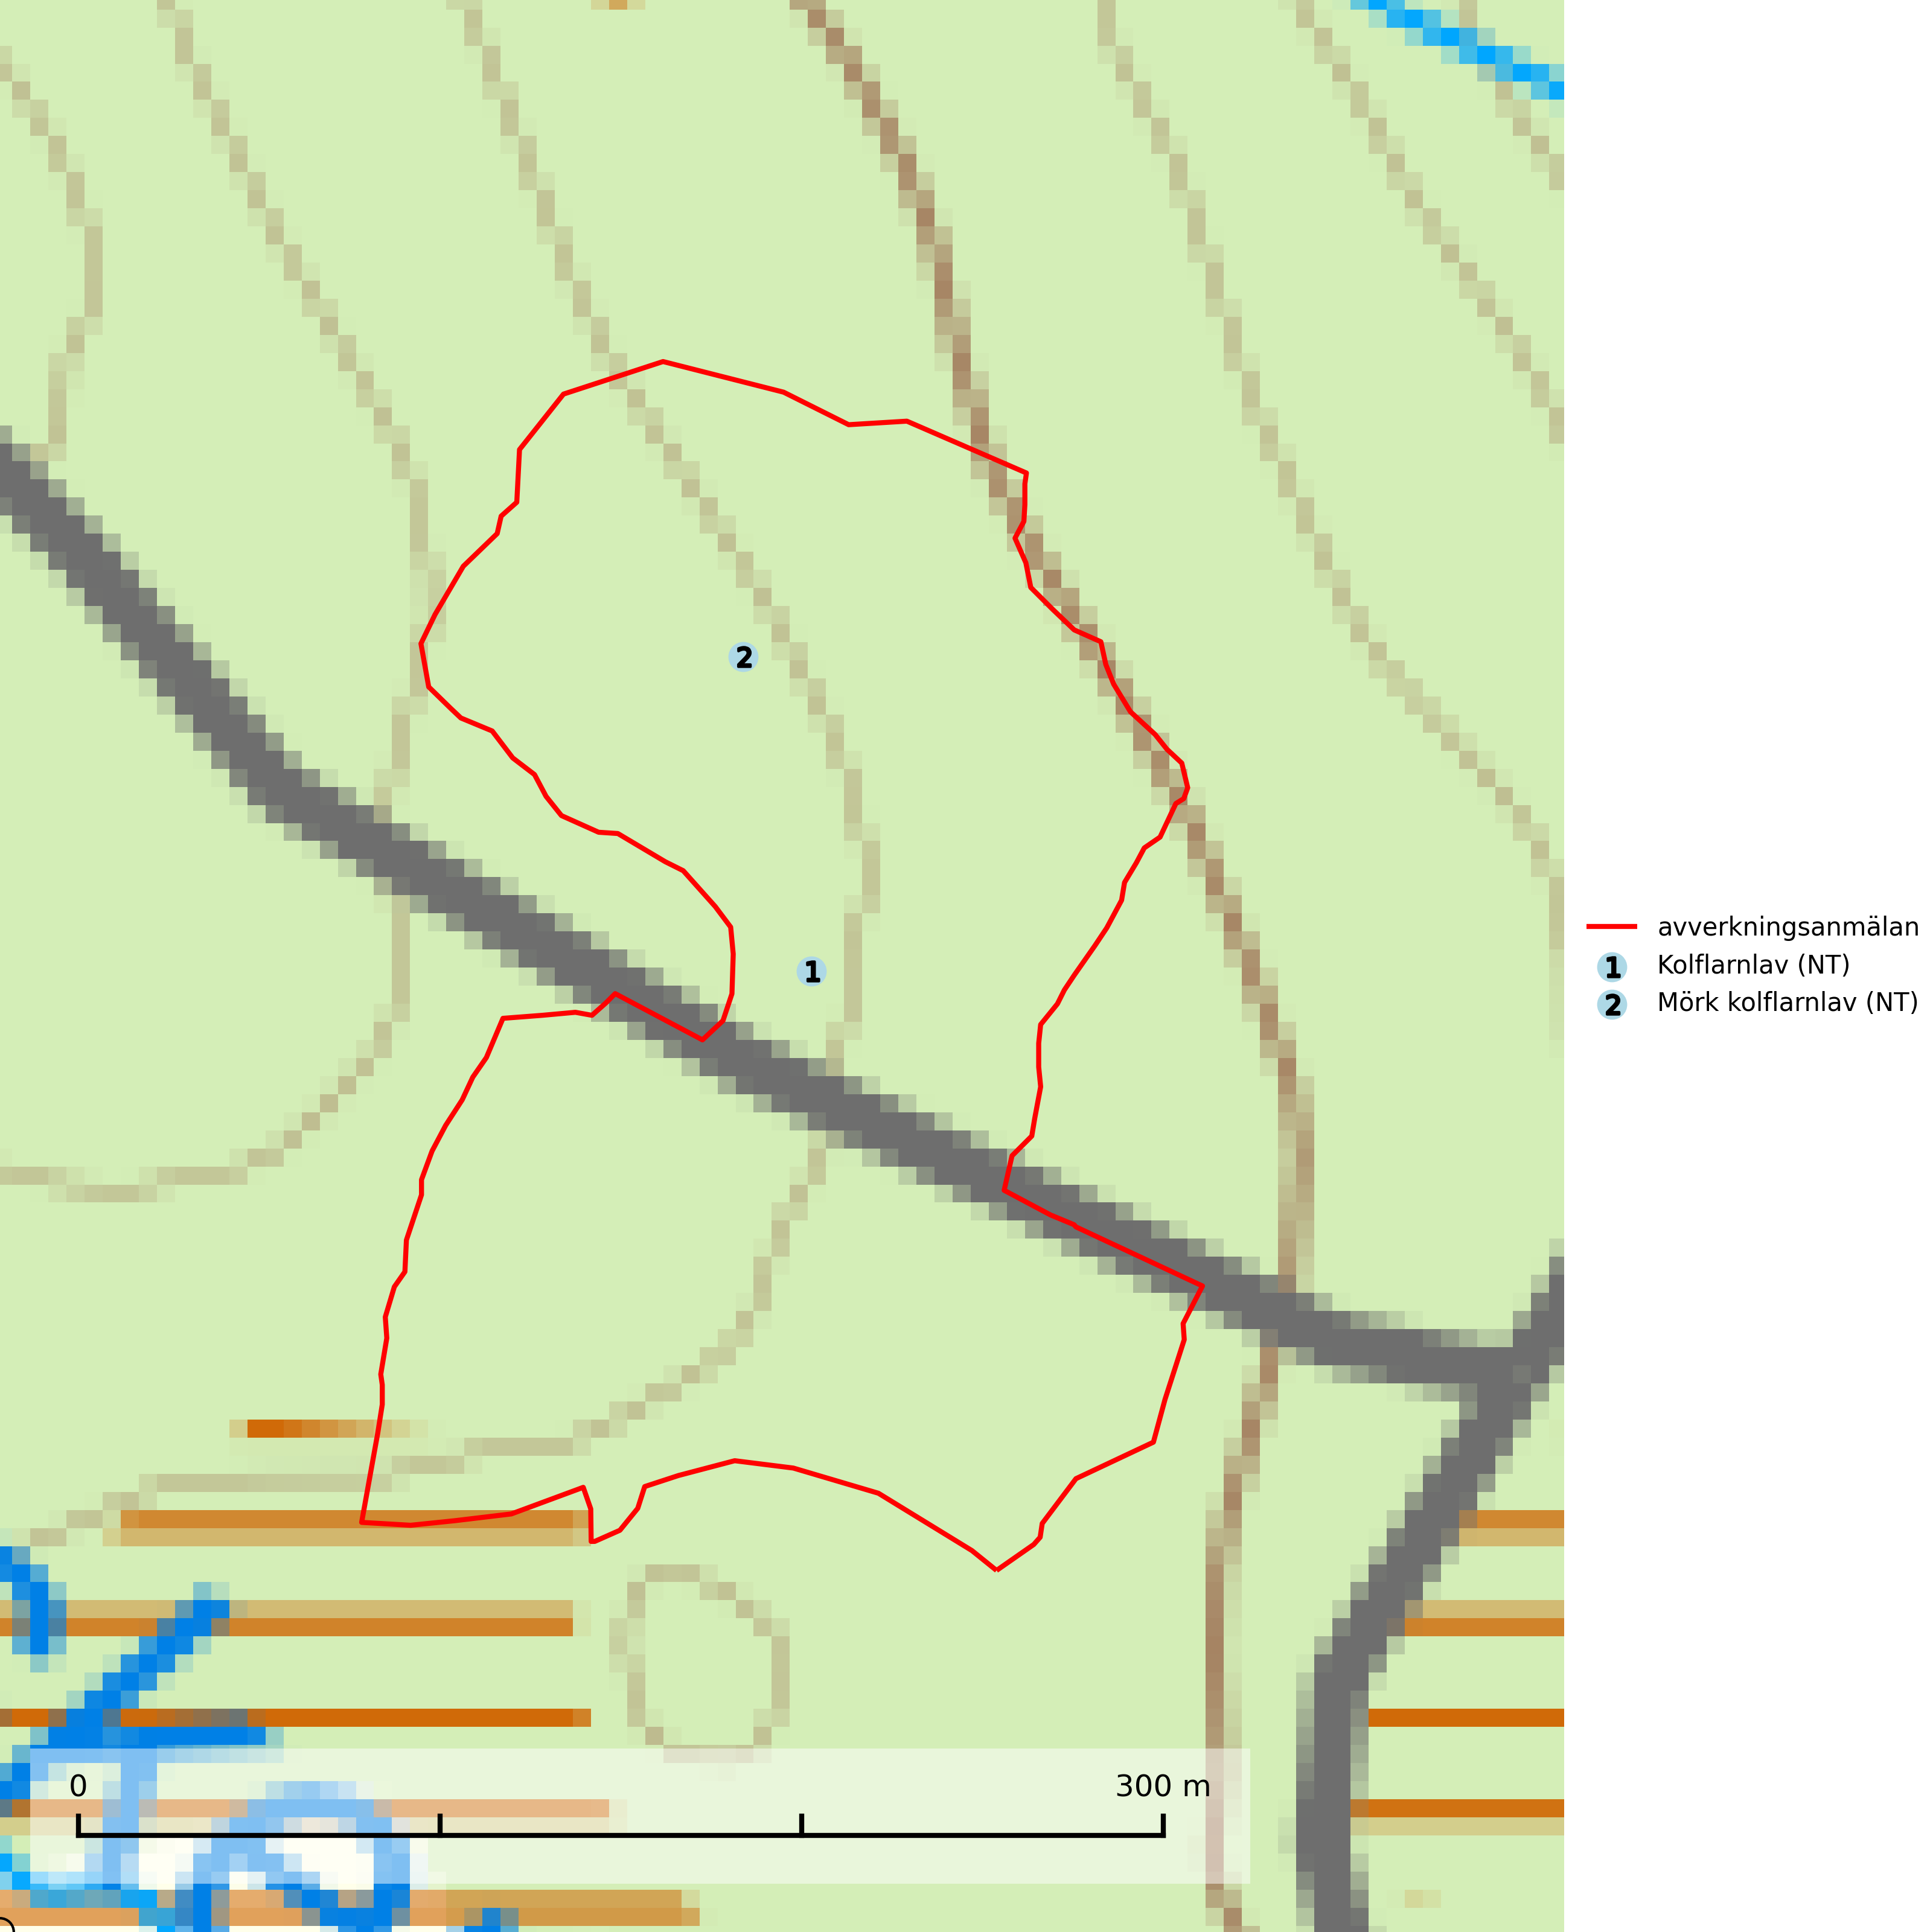 2
1
avverkningsanmälan
1 Kolflarnlav (NT)
2 Mörk kolflarnlav (NT)
0 300 m